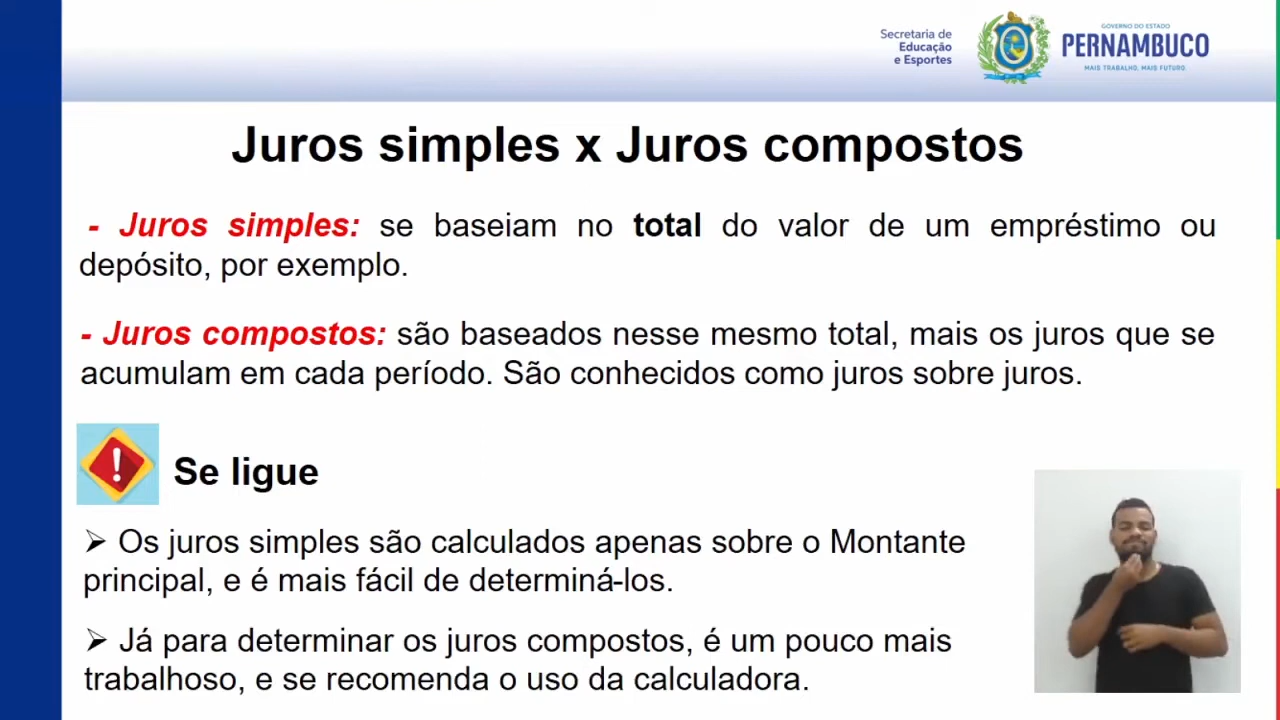 Secretaria de
Educação
e Esportes
GOVERNO DO ESTADO
PERNAMBUCO
MAIS TRABALHO, MAIS FUTURO.
Juros simples x Juros compostos
- Juros simples: se baseiam no total do valor de um empréstimo ou
depósito, por exemplo.
- Juros compostos: são baseados nesse mesmo total, mais os juros que se
acumulam em cada período. São conhecidos como juros sobre juros.
! Se ligue
➢ Os juros simples são calculados apenas sobre o Montante
principal, e é mais fácil de determiná-los.
➢ Já para determinar os juros compostos, é um pouco mais
trabalhoso, e se recomenda o uso da calculadora.